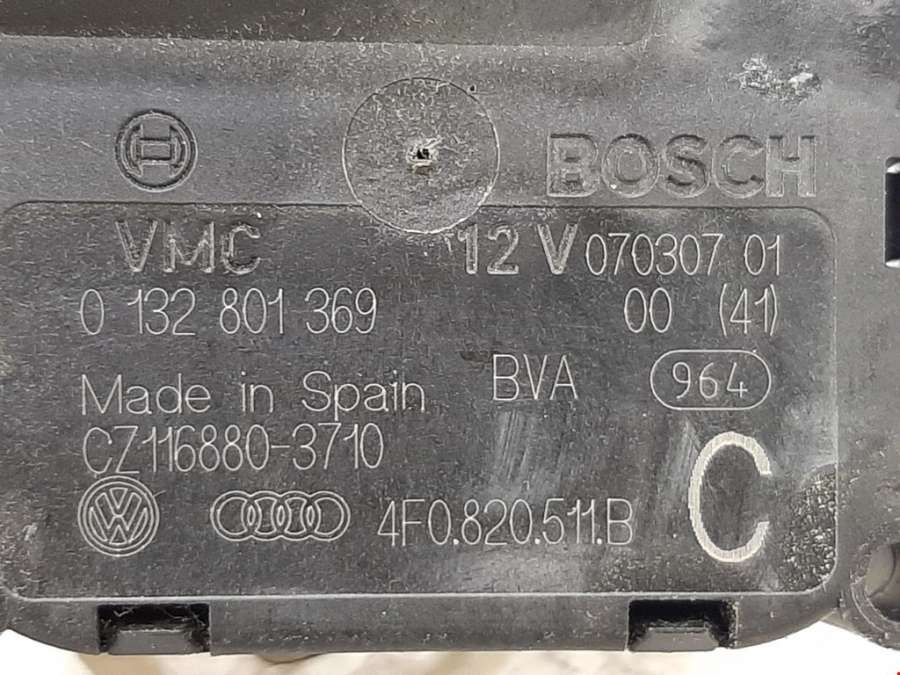 BOSCH
VMC 12 V 070307 01
0 132 801 369 00 (41)
Made in Spain BVA 964
CZ116880-3710
4F0.820.511.B C